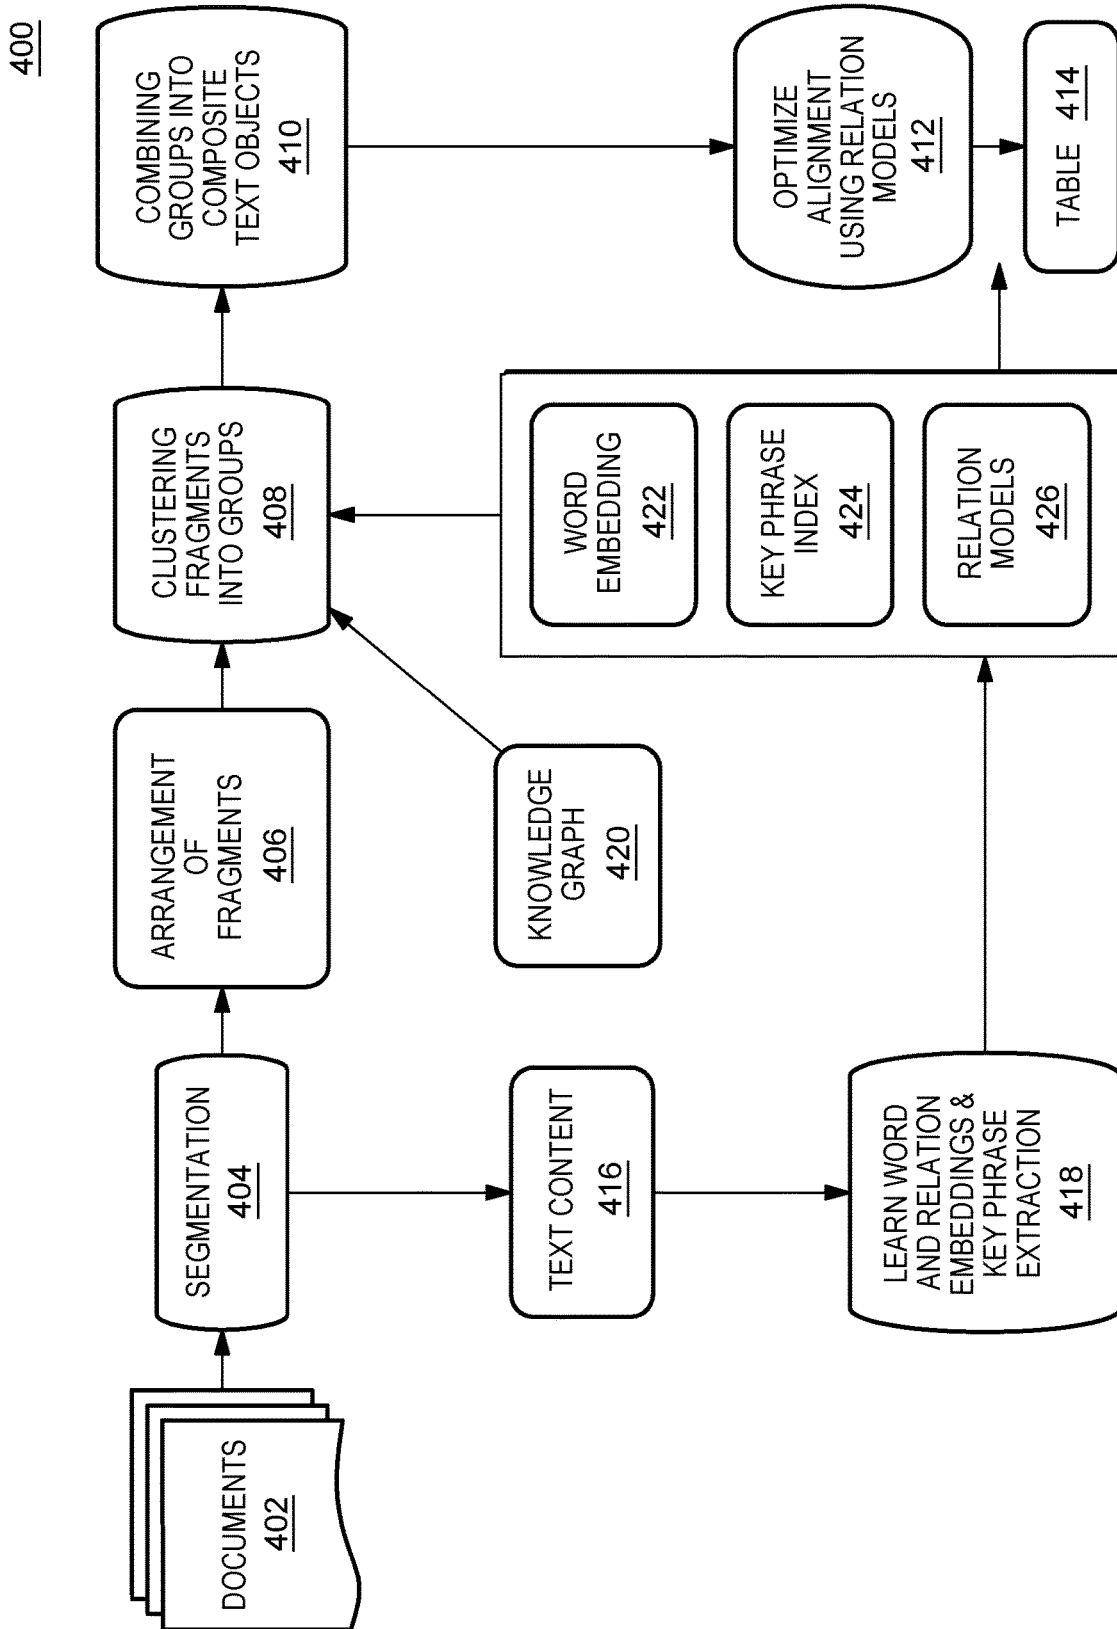 400
DOCUMENTS
402
SEGMENTATION
404
ARRANGEMENT
OF
FRAGMENTS
406
CLUSTERING
FRAGMENTS
INTO GROUPS
408
COMBINING
GROUPS INTO
COMPOSITE
TEXT OBJECTS
410
TEXT CONTENT
416
KNOWLEDGE
GRAPH
420
WORD
EMBEDDING
422
KEY PHRASE
INDEX
424
RELATION
MODELS
426
OPTIMIZE
ALIGNMENT
USING RELATION
MODELS
412
TABLE 414
LEARN WORD
AND RELATION
EMBEDDINGS &
KEY PHRASE
EXTRACTION
418